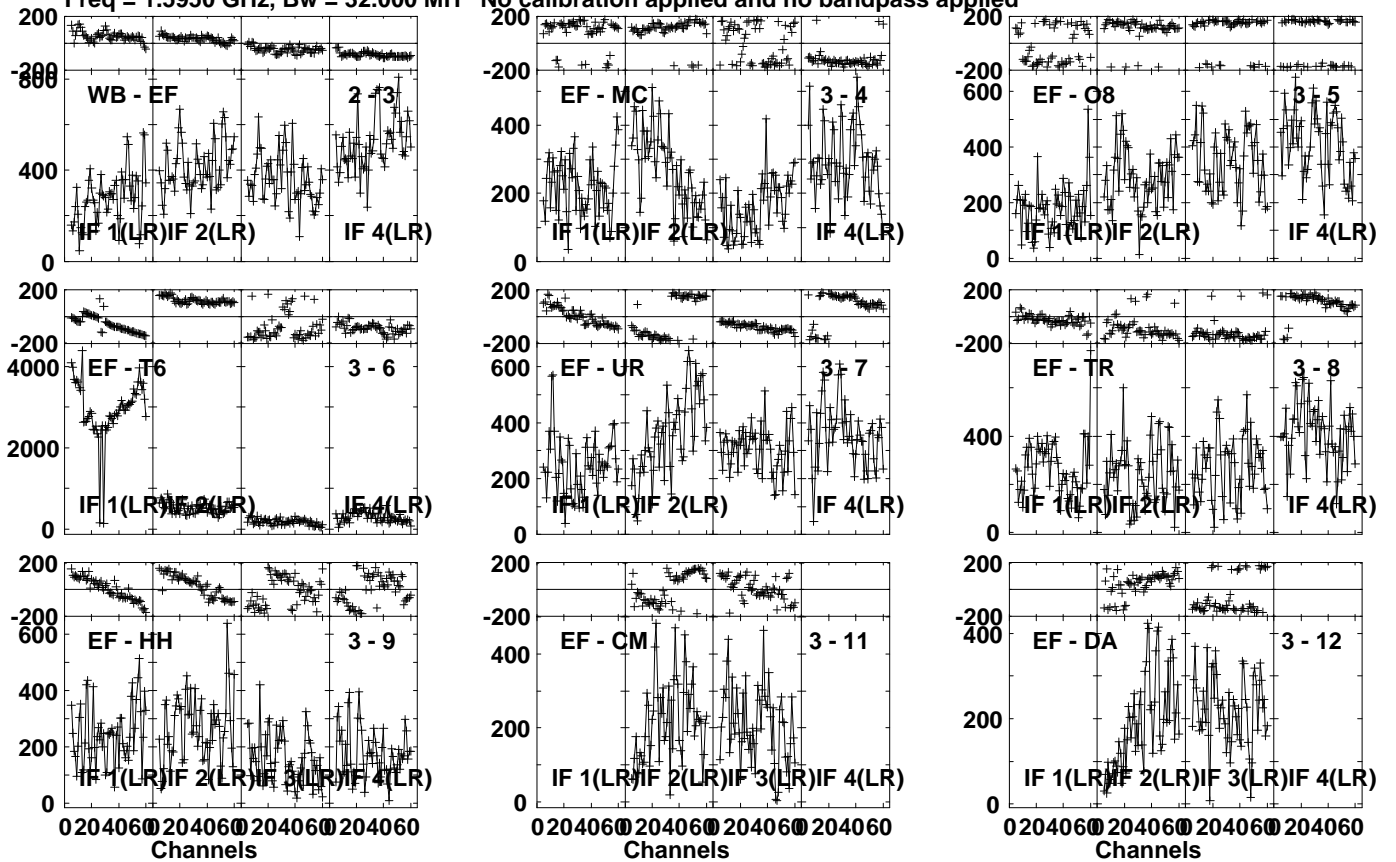 Freq = 1.5950 GHz, Bw = 32.000 MH No calibration applied and no bandpass applied
200
-200
800
400
0
WB - EF 2 - 3
IF 1(LR) IF 2(LR) IF 4(LR)
200
-200
400
200
0
EF - MC 3 - 4
IF 1(LR) IF 2(LR) IF 4(LR)
200
-200
600
400
200
0
EF - O8 3 - 5
IF 1(LR) IF 2(LR) IF 4(LR)
200
-200
4000
2000
0
EF - T6 3 - 6
IF 1(LR) IF 2(LR) IF 4(LR)
200
-200
600
400
200
0
EF - UR 3 - 7
IF 1(LR) IF 2(LR) IF 4(LR)
200
-200
400
0
EF - TR 3 - 8
IF 1(LR) IF 2(LR) IF 4(LR)
200
-200
600
400
200
0
EF - HH 3 - 9
IF 1(LR) IF 2(LR) IF 3(LR) IF 4(LR)
0 20 40 60 0 20 40 60 0 20 40 60 0 20 40 60
Channels
200
-200
400
200
0
EF - CM 3 - 11
IF 1(LR) IF 2(LR) IF 3(LR) IF 4(LR)
0 20 40 60 0 20 40 60 0 20 40 60 0 20 40 60
Channels
200
-200
400
200
0
EF - DA 3 - 12
IF 1(LR) IF 2(LR) IF 3(LR) IF 4(LR)
0 20 40 60 0 20 40 60 0 20 40 60 0 20 40 60
Channels